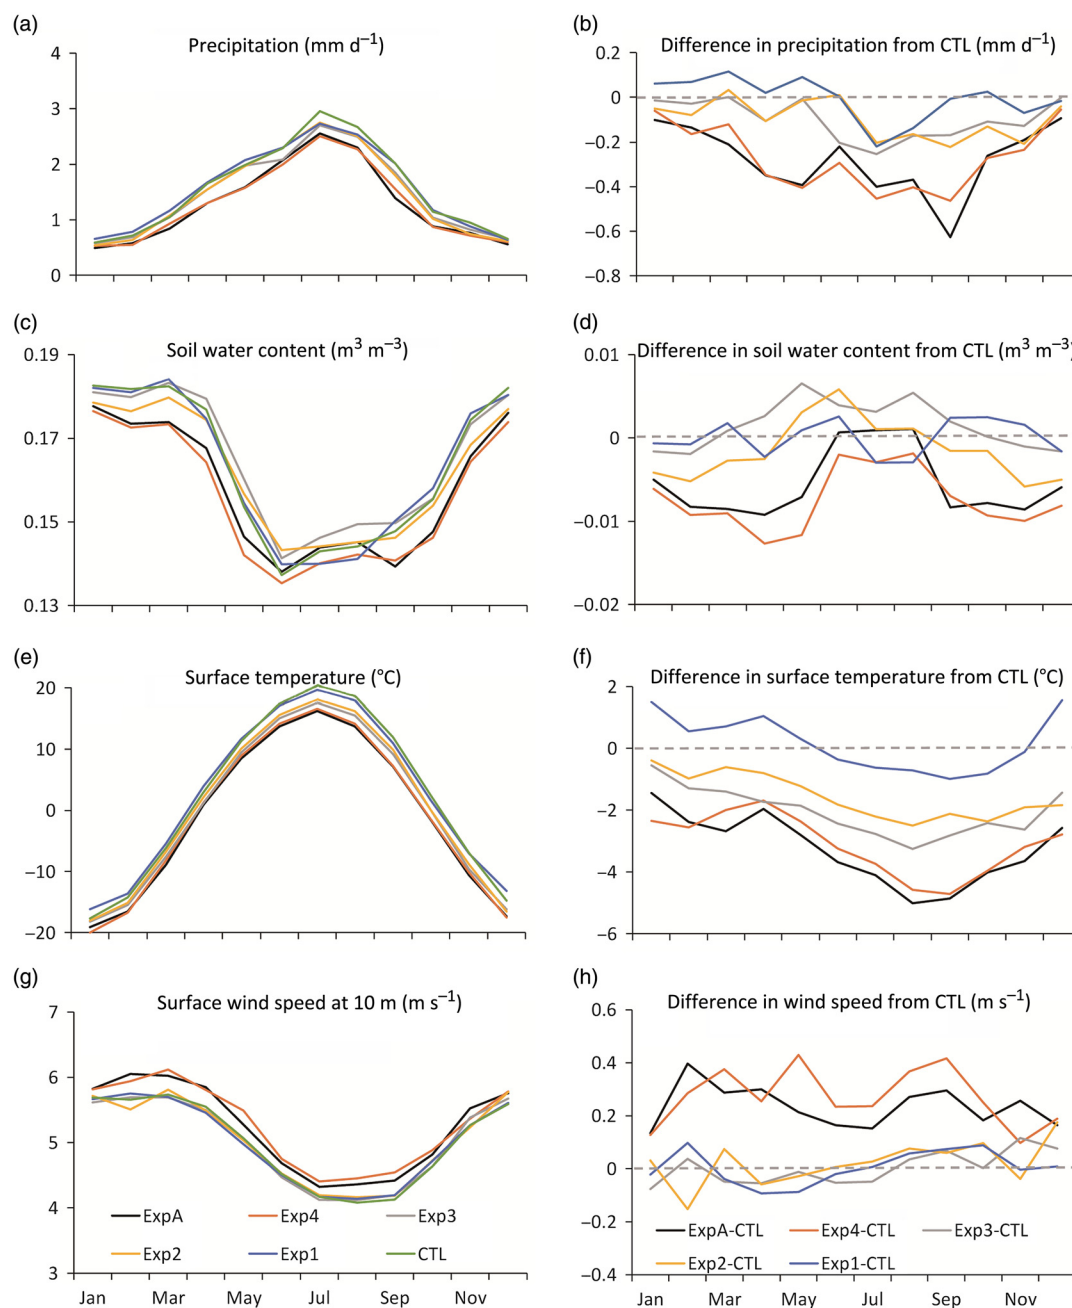 (a)
Precipitation (mm d⁻¹)
4
3
2
1
0
(b)
Difference in precipitation from CTL (mm d⁻¹)
0.2
0
−0.2
−0.4
−0.6
−0.8
(c)
Soil water content (m³ m⁻³)
0.19
0.17
0.15
0.13
(d)
Difference in soil water content from CTL (m³ m⁻³)
0.01
0
−0.01
−0.02
(e)
Surface temperature (°C)
20
10
0
−10
−20
(f)
Difference in surface temperature from CTL (°C)
2
0
−2
−4
−6
(g)
Surface wind speed at 10 m (m s⁻¹)
7
6
5
4
3
ExpA Exp4 Exp3
Exp2 Exp1 CTL
Jan Mar May Jul Sep Nov
(h)
Difference in wind speed from CTL (m s⁻¹)
0.6
0.4
0.2
0
−0.2
−0.4
ExpA-CTL Exp4-CTL Exp3-CTL
Exp2-CTL Exp1-CTL
Jan Mar May Jul Sep Nov